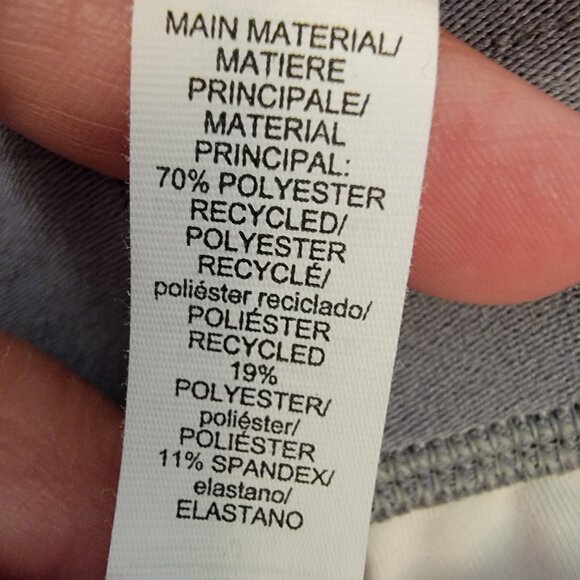 MAIN MATERIAL/
MATIERE
PRINCIPALE/
MATERIAL
PRINCIPAL:
70% POLYESTER
RECYCLED/
POLYESTER
RECYCLÉ/
poliéster reciclado/
POLIÉSTER
RECYCLED
19%
POLYESTER/
poliéster/
POLIÉSTER
11% SPANDEX/
elastano/
ELASTANO